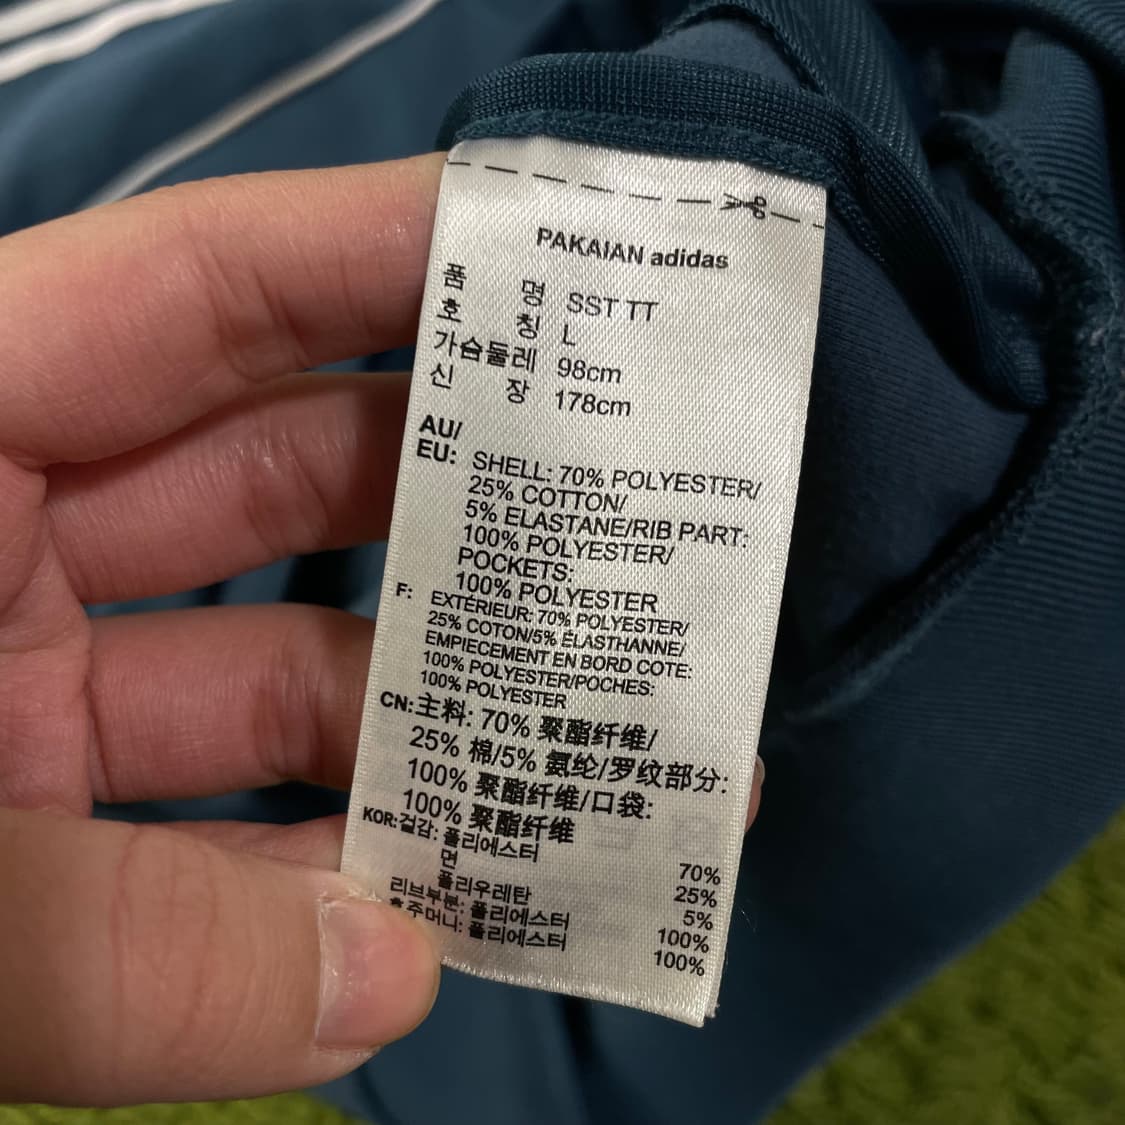 PAKAIAN adidas
품 명 SST TT
호 칭 L
가슴둘레 98cm
신 장 178cm
AU/
EU: SHELL: 70% POLYESTER/
25% COTTON/
5% ELASTANE/RIB PART:
100% POLYESTER/
POCKETS:
100% POLYESTER
F: EXTÉRIEUR: 70% POLYESTER/
25% COTON/5% ÉLASTHANNE/
EMPIECEMENT EN BORD COTE:
100% POLYESTER/POCHES:
100% POLYESTER
CN:主料: 70% 聚酯纤维/
25% 棉/5% 氨纶/罗纹部分:
100% 聚酯纤维/口袋:
100% 聚酯纤维
KOR:겉감: 폴리에스터 70%
면 25%
폴리우레탄 5%
리브부분: 폴리에스터 100%
호주머니: 폴리에스터 100%